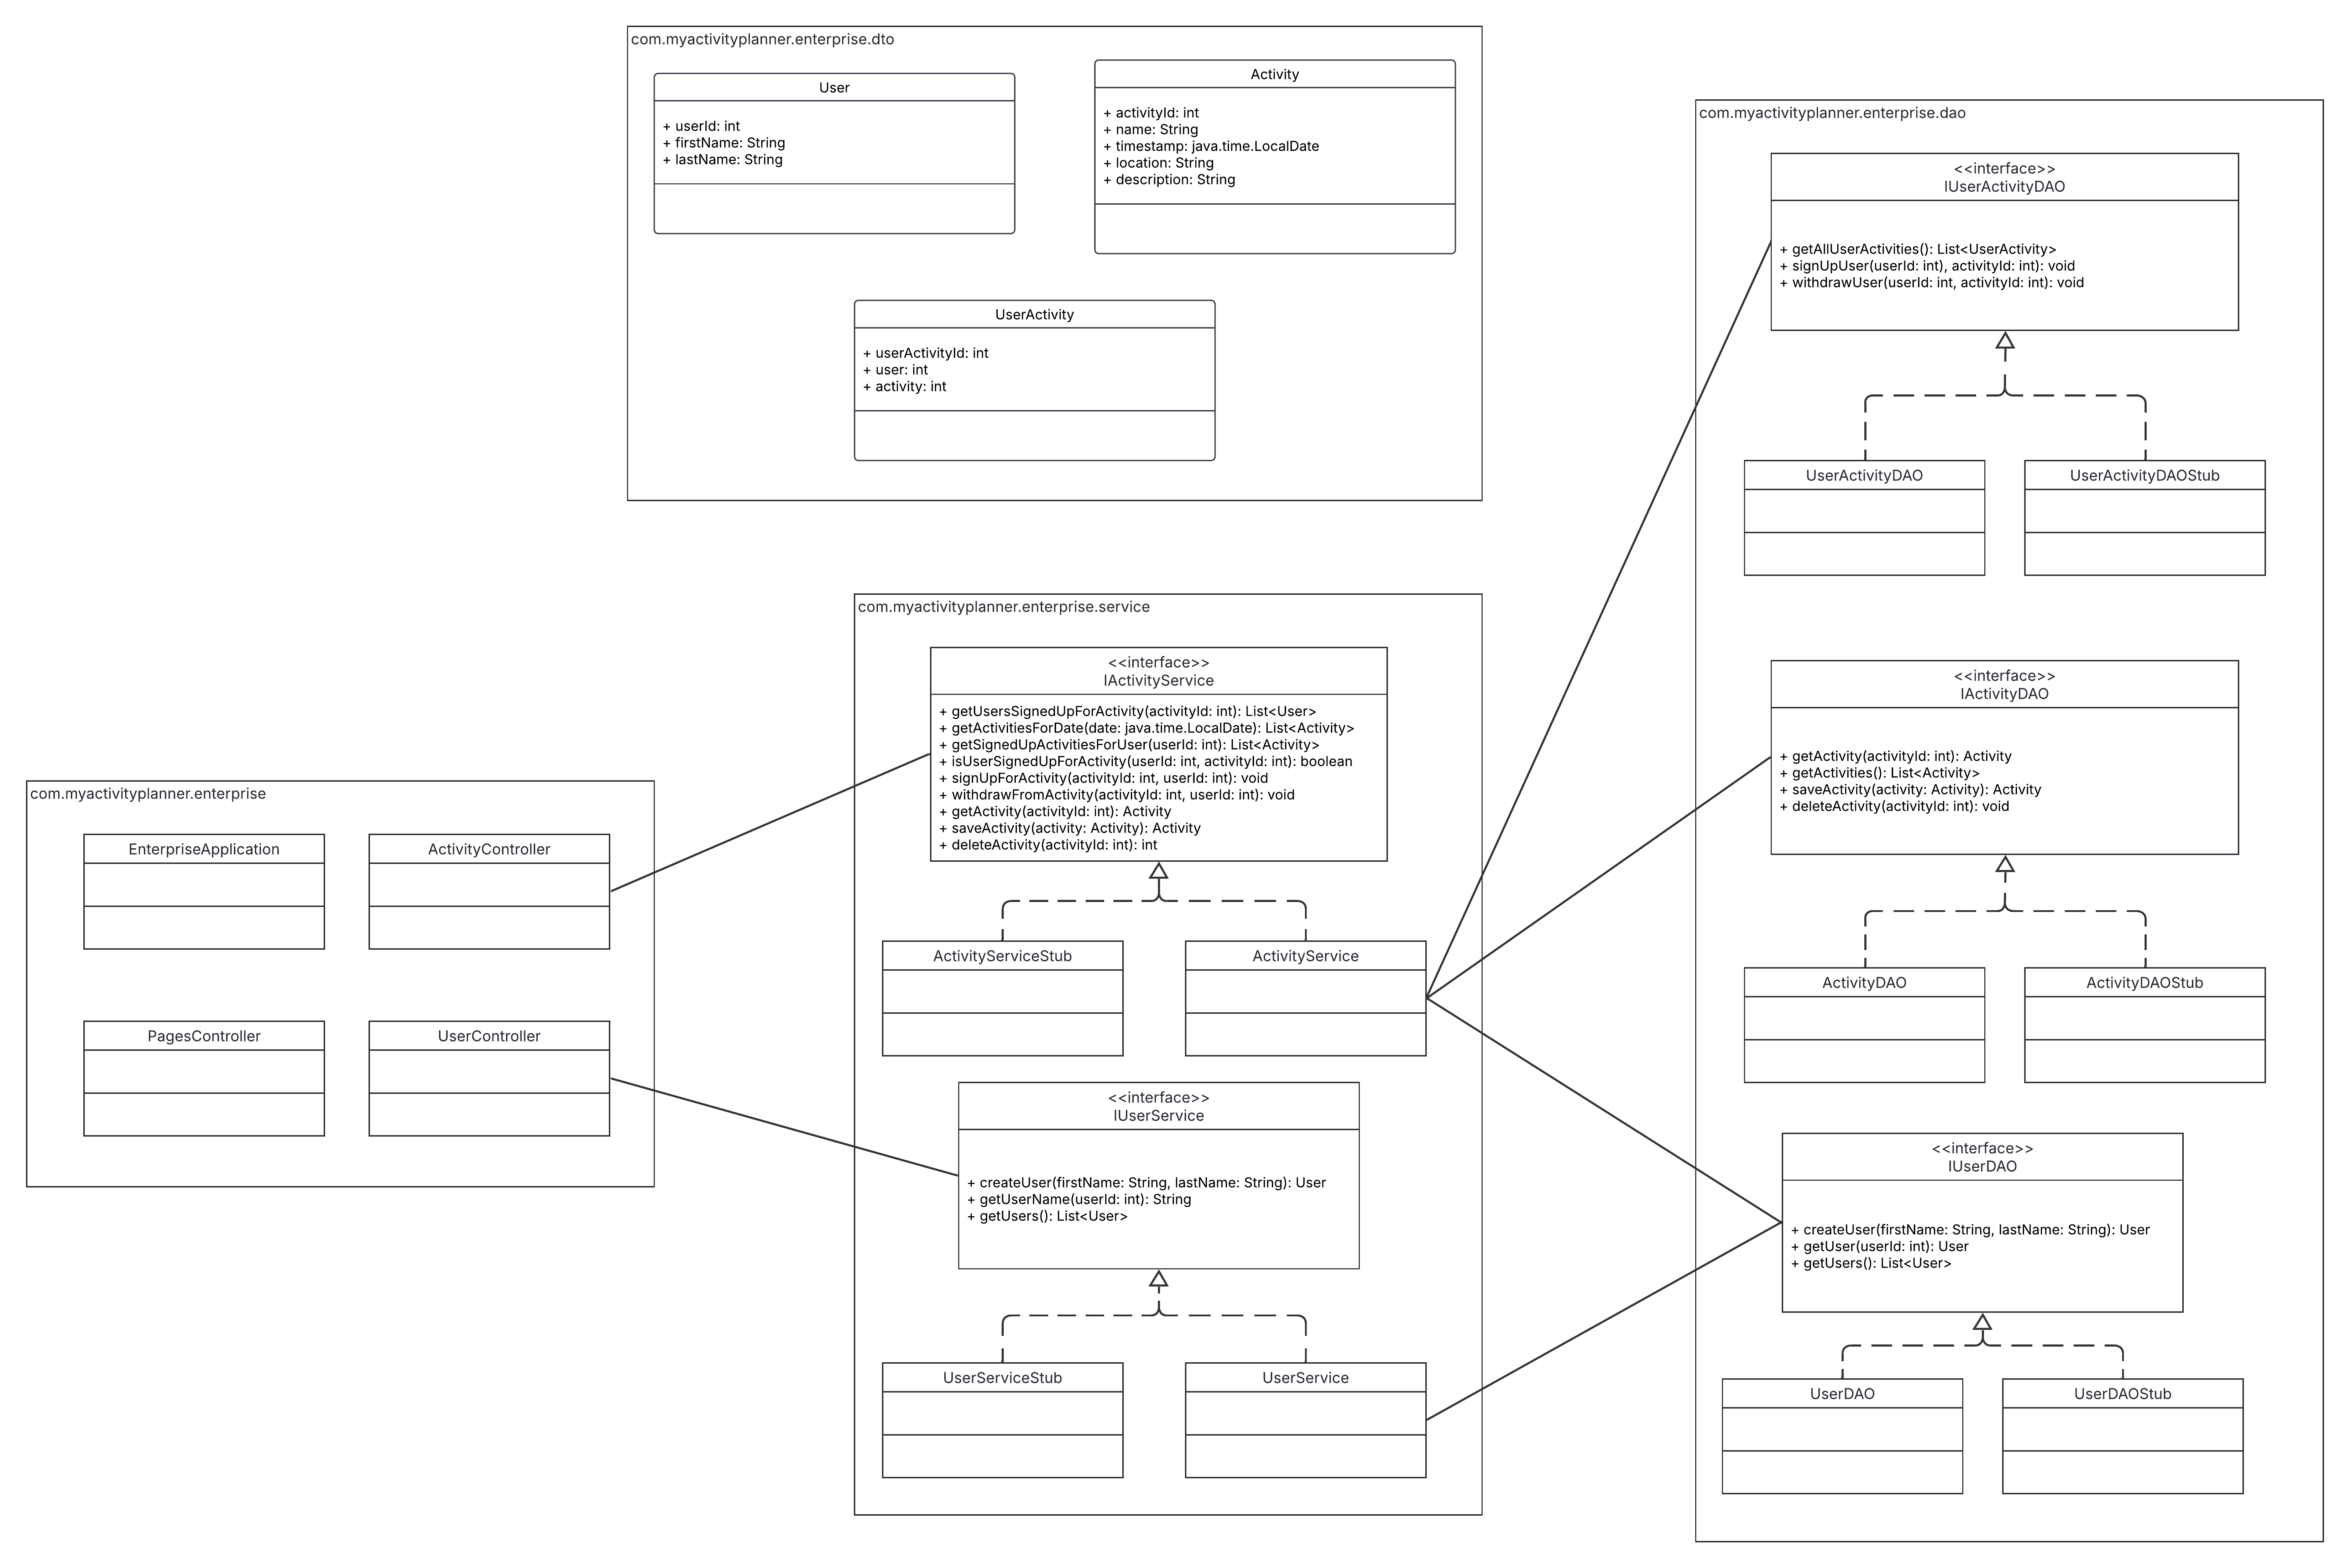 com.myactivityplanner.enterprise.dto
User
+ userId: int
+ firstName: String
+ lastName: String
Activity
+ activityId: int
+ name: String
+ timestamp: java.time.LocalDate
+ location: String
+ description: String
UserActivity
+ userActivityId: int
+ user: int
+ activity: int
com.myactivityplanner.enterprise
EnterpriseApplication
ActivityController
PagesController
UserController
com.myactivityplanner.enterprise.service
<<interface>>
IActivityService
+ getUsersSignedUpForActivity(activityId: int): List<User>
+ getActivitiesForDate(date: java.time.LocalDate): List<Activity>
+ getSignedUpActivitiesForUser(userId: int): List<Activity>
+ isUserSignedUpForActivity(userId: int, activityId: int): boolean
+ signUpForActivity(activityId: int, userId: int): void
+ withdrawFromActivity(activityId: int, userId: int): void
+ getActivity(activityId: int): Activity
+ saveActivity(activity: Activity): Activity
+ deleteActivity(activityId: int): int
ActivityServiceStub
ActivityService
<<interface>>
IUserService
+ createUser(firstName: String, lastName: String): User
+ getUserName(userId: int): String
+ getUsers(): List<User>
UserServiceStub
UserService
com.myactivityplanner.enterprise.dao
<<interface>>
IUserActivityDAO
+ getAllUserActivities(): List<UserActivity>
+ signUpUser(userId: int), activityId: int): void
+ withdrawUser(userId: int, activityId: int): void
UserActivityDAO
UserActivityDAOStub
<<interface>>
IActivityDAO
+ getActivity(activityId: int): Activity
+ getActivities(): List<Activity>
+ saveActivity(activity: Activity): Activity
+ deleteActivity(activityId: int): void
ActivityDAO
ActivityDAOStub
<<interface>>
IUserDAO
+ createUser(firstName: String, lastName: String): User
+ getUser(userId: int): User
+ getUsers(): List<User>
UserDAO
UserDAOStub